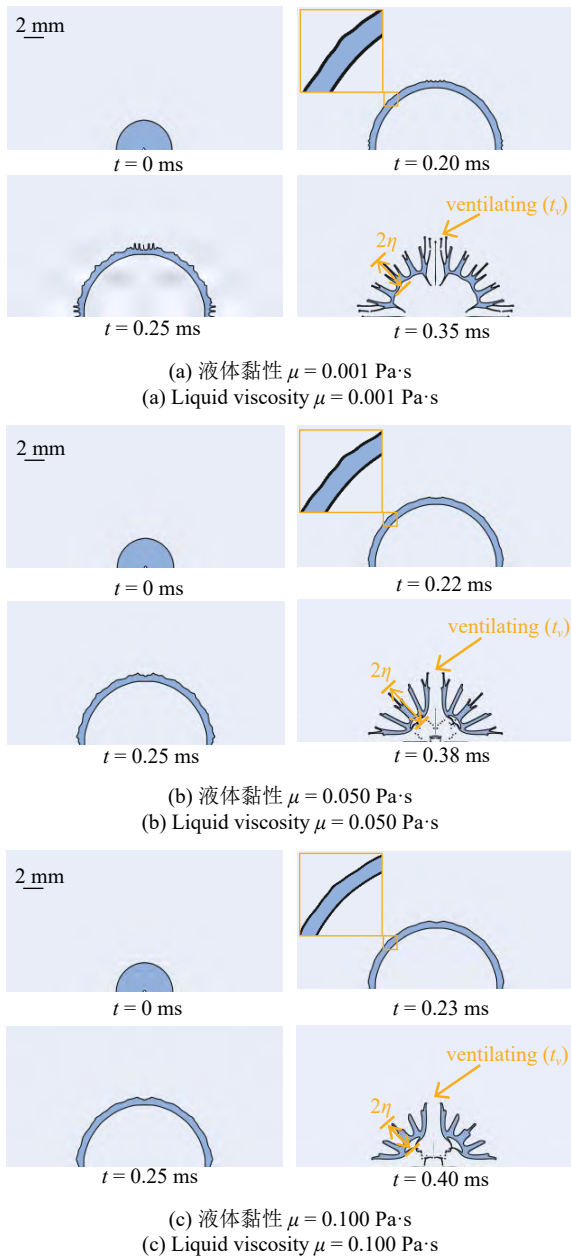 2 mm
t = 0 ms
t = 0.20 ms
ventilating (tᵥ)
2η
t = 0.25 ms
t = 0.35 ms
(a) 液体黏性 μ = 0.001 Pa·s
(a) Liquid viscosity μ = 0.001 Pa·s
2 mm
t = 0 ms
t = 0.22 ms
ventilating (tᵥ)
2η
t = 0.25 ms
t = 0.38 ms
(b) 液体黏性 μ = 0.050 Pa·s
(b) Liquid viscosity μ = 0.050 Pa·s
2 mm
t = 0 ms
t = 0.23 ms
ventilating (tᵥ)
2η
t = 0.25 ms
t = 0.40 ms
(c) 液体黏性 μ = 0.100 Pa·s
(c) Liquid viscosity μ = 0.100 Pa·s